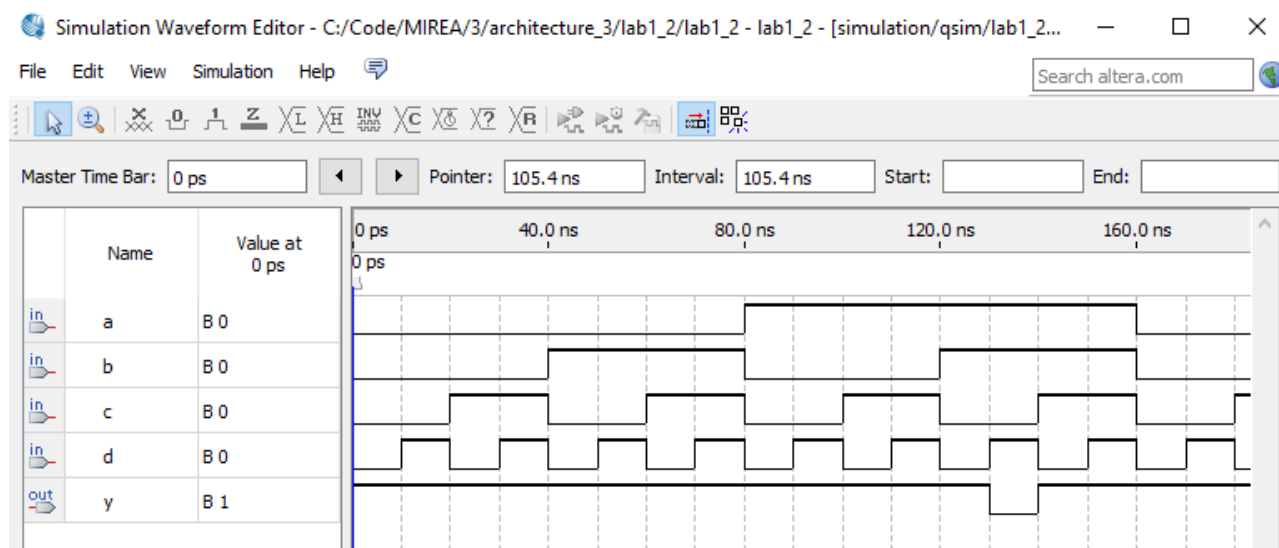 Simulation Waveform Editor - C:/Code/MIREA/3/architecture_3/lab1_2/lab1_2 - lab1_2 - [simulation/qsim/lab1_2...
File Edit View Simulation Help
Search altera.com
0 1 Z L H INV C ? R
Master Time Bar: 0 ps Pointer: 105.4 ns Interval: 105.4 ns Start: End:
Name Value at 0 ps
0 ps 40.0 ns 80.0 ns 120.0 ns 160.0 ns
0 ps
in a B 0
in b B 0
in c B 0
in d B 0
out y B 1